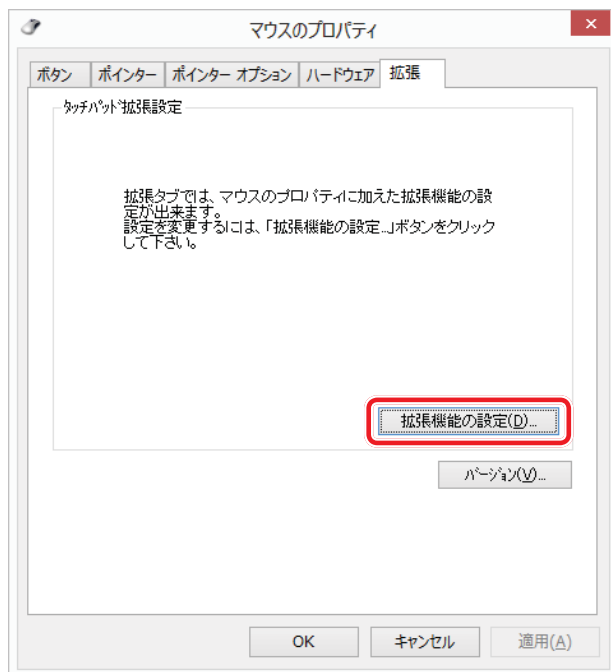 マウスのプロパティ
ボタン ポインター ポインター オプション ハードウェア 拡張
ﾀｯﾁﾊﾟｯﾄﾞ拡張設定
拡張タブでは、マウスのプロパティに加えた拡張機能の設
定が出来ます。
設定を変更するには、「拡張機能の設定...」ボタンをクリック
して下さい。
拡張機能の設定(D)...
ﾊﾞｰｼﾞｮﾝ(V)...
OK キャンセル 適用(A)